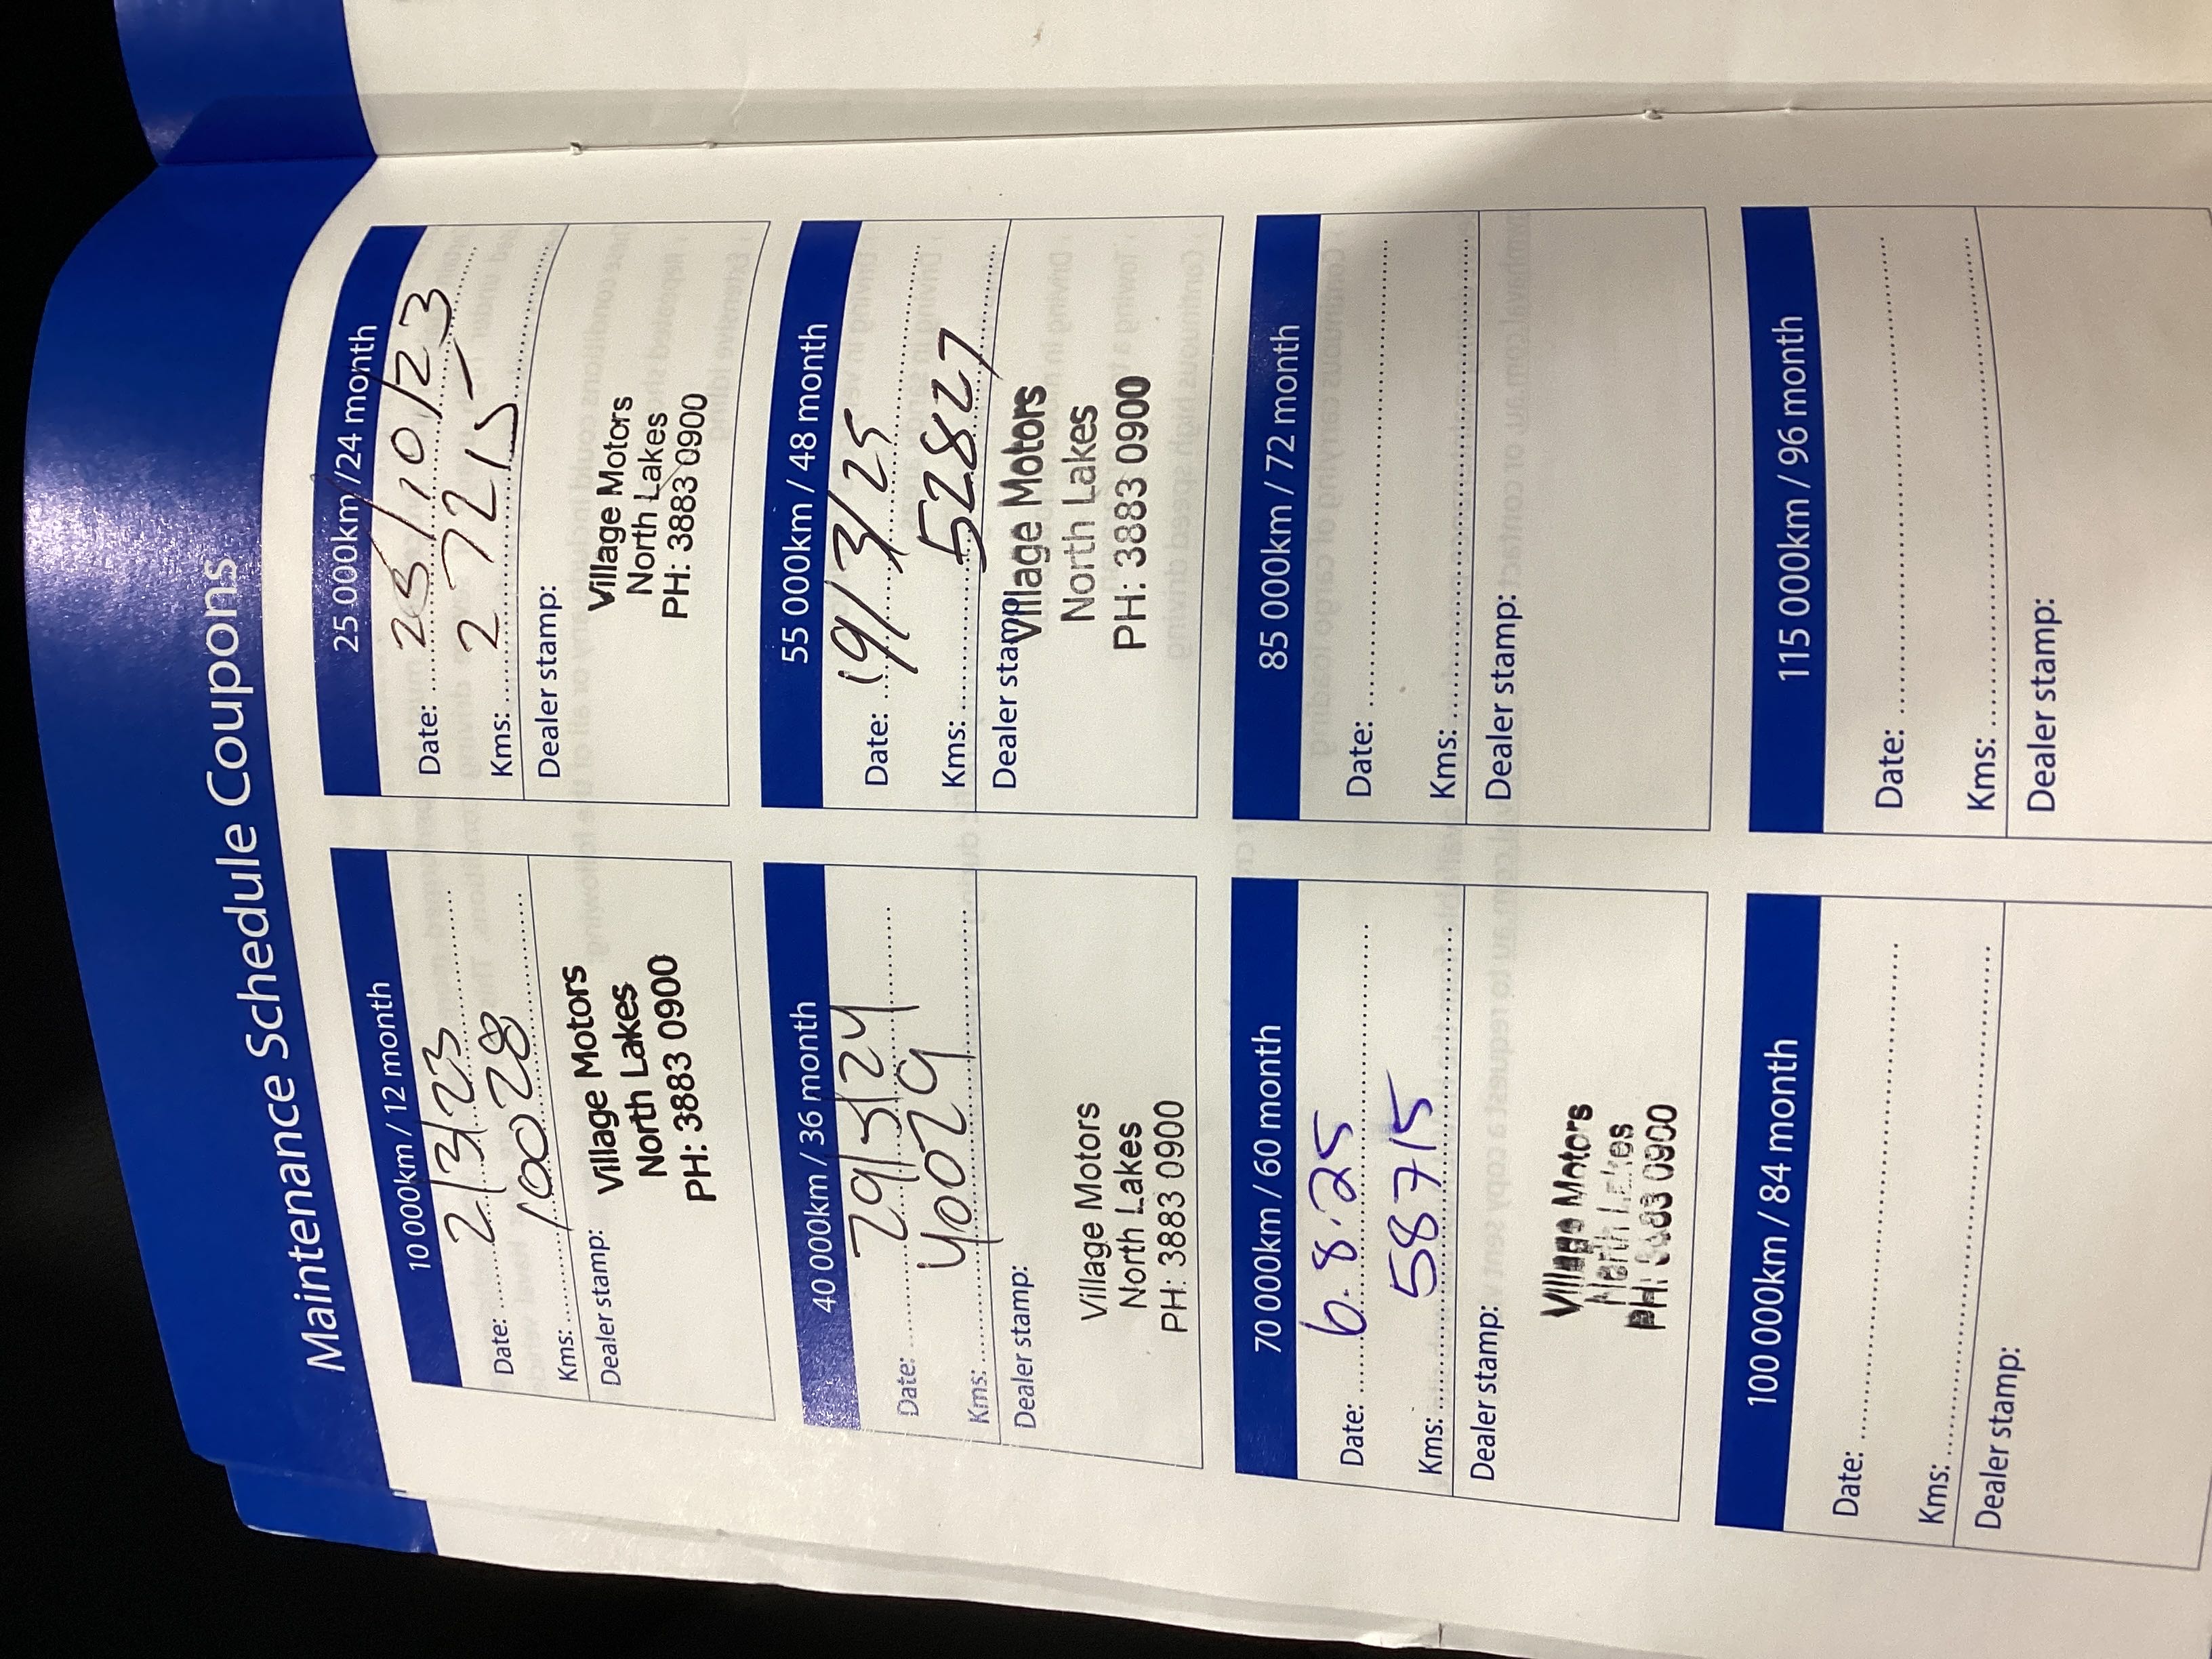 Maintenance Schedule Coupons
10 000km / 12 month
Date: 2/3/23
Kms: 10028
Dealer stamp:
Village Motors
North Lakes
PH: 3883 0900
25 000km /24 month
Date: /10/23
Kms: 27215
Dealer stamp:
Village Motors
North Lakes
PH: 3883 0900
40 000km / 36 month
Date: 29/3/24
Kms: 40029
Dealer stamp:
Village Motors
North Lakes
PH: 3883 0900
55 000km / 48 month
Date: 19/3/25
Kms: 52827
Dealer stamp:
Village Motors
North Lakes
PH: 3883 0900
70 000km / 60 month
Date: 6.8.25
Kms: 58715
Dealer stamp:
Village Motors
North Lakes
PH: 3883 0900
85 000km / 72 month
Date:
Kms:
Dealer stamp:
100 000km / 84 month
Date:
Kms:
Dealer stamp:
115 000km / 96 month
Date:
Kms:
Dealer stamp: